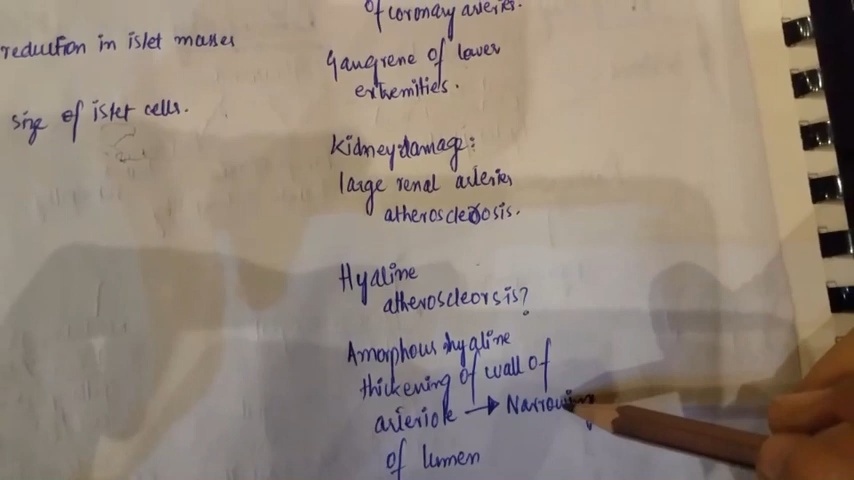 of coronary arteries.
reduction in islet masses
size of islet cells.
Gangrene of lower
extremities.
Kidney damage:
large renal arteries
atherosclerosis.
Hyaline
atheroscleorsis?
Amorphous hyaline
thickening of wall of
arteriole → Narrowing
of lumen